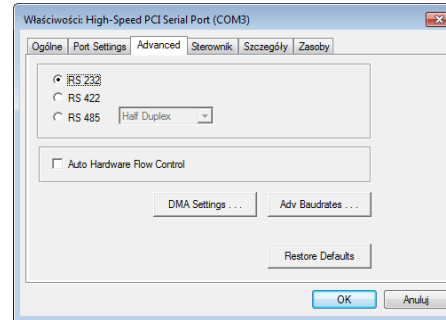 Właściwości: High-Speed PCI Serial Port (COM3)
Ogólne Port Settings Advanced Sterownik Szczegóły Zasoby
RS 232
RS 422
RS 485 Half Duplex
Auto Hardware Flow Control
DMA Settings . . . Adv Baudrates . . .
Restore Defaults
OK Anuluj